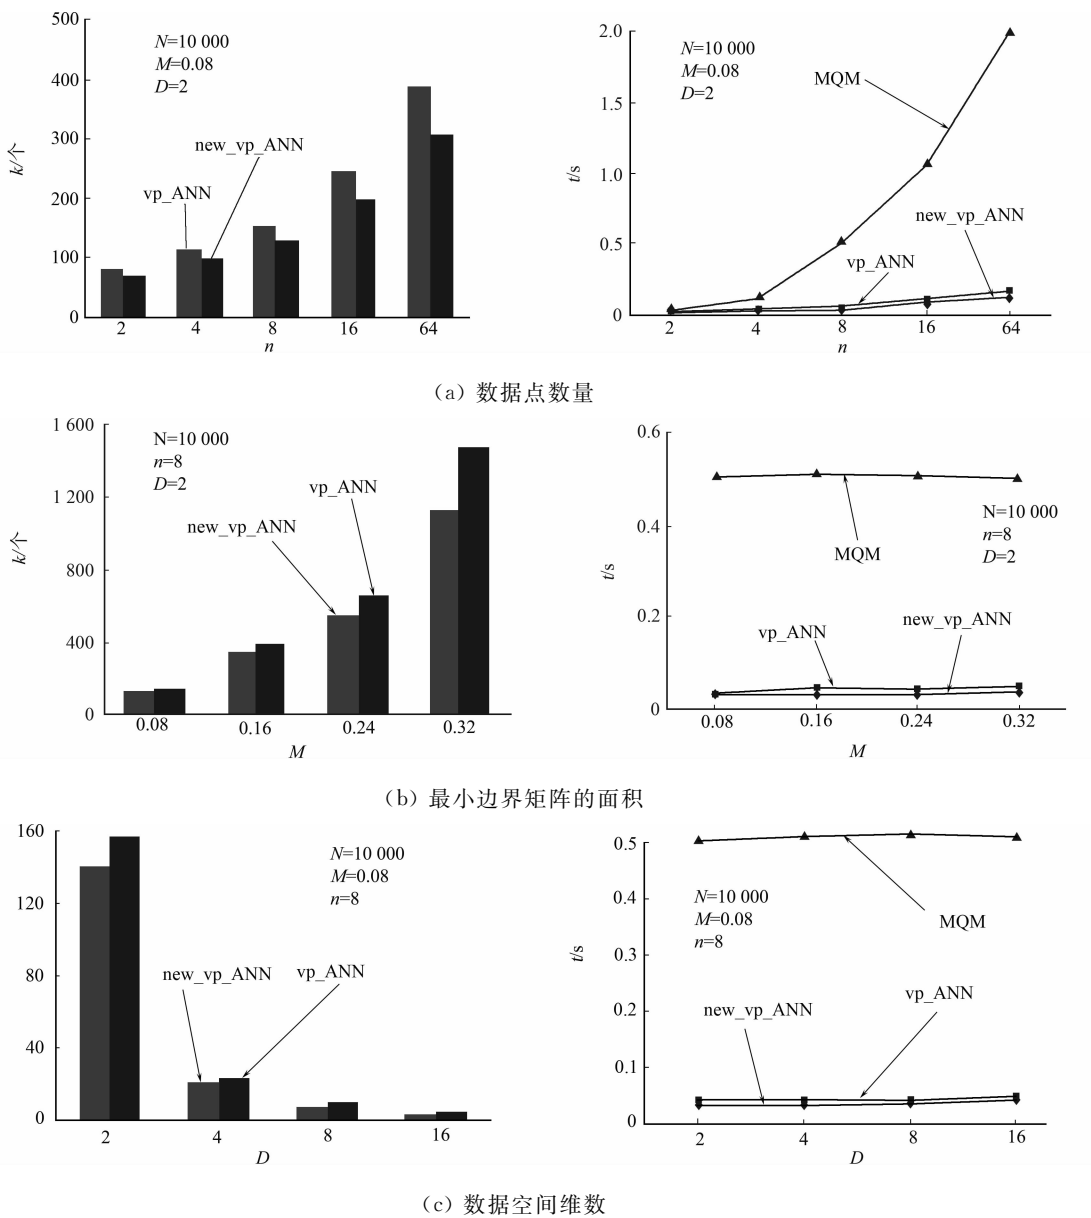 500
400
300
200
100
0
k/个
N=10 000
M=0.08
D=2
new_vp_ANN
vp_ANN
2 4 8 16 64
n
2.0
1.5
1.0
0.5
0
t/s
N=10 000
M=0.08
D=2
MQM
new_vp_ANN
vp_ANN
2 4 8 16 64
n
(a) 数据点数量
1 600
1 200
800
400
0
k/个
N=10 000
n=8
D=2
vp_ANN
new_vp_ANN
0.08 0.16 0.24 0.32
M
0.6
0.4
0.2
0
t/s
N=10 000
n=8
D=2
MQM
new_vp_ANN
vp_ANN
0.08 0.16 0.24 0.32
M
(b) 最小边界矩阵的面积
160
120
80
40
0
N=10 000
M=0.08
n=8
new_vp_ANN vp_ANN
2 4 8 16
D
0.5
0.4
0.3
0.2
0.1
0
t/s
N=10 000
M=0.08
n=8
MQM
vp_ANN
new_vp_ANN
2 4 8 16
D
(c) 数据空间维数